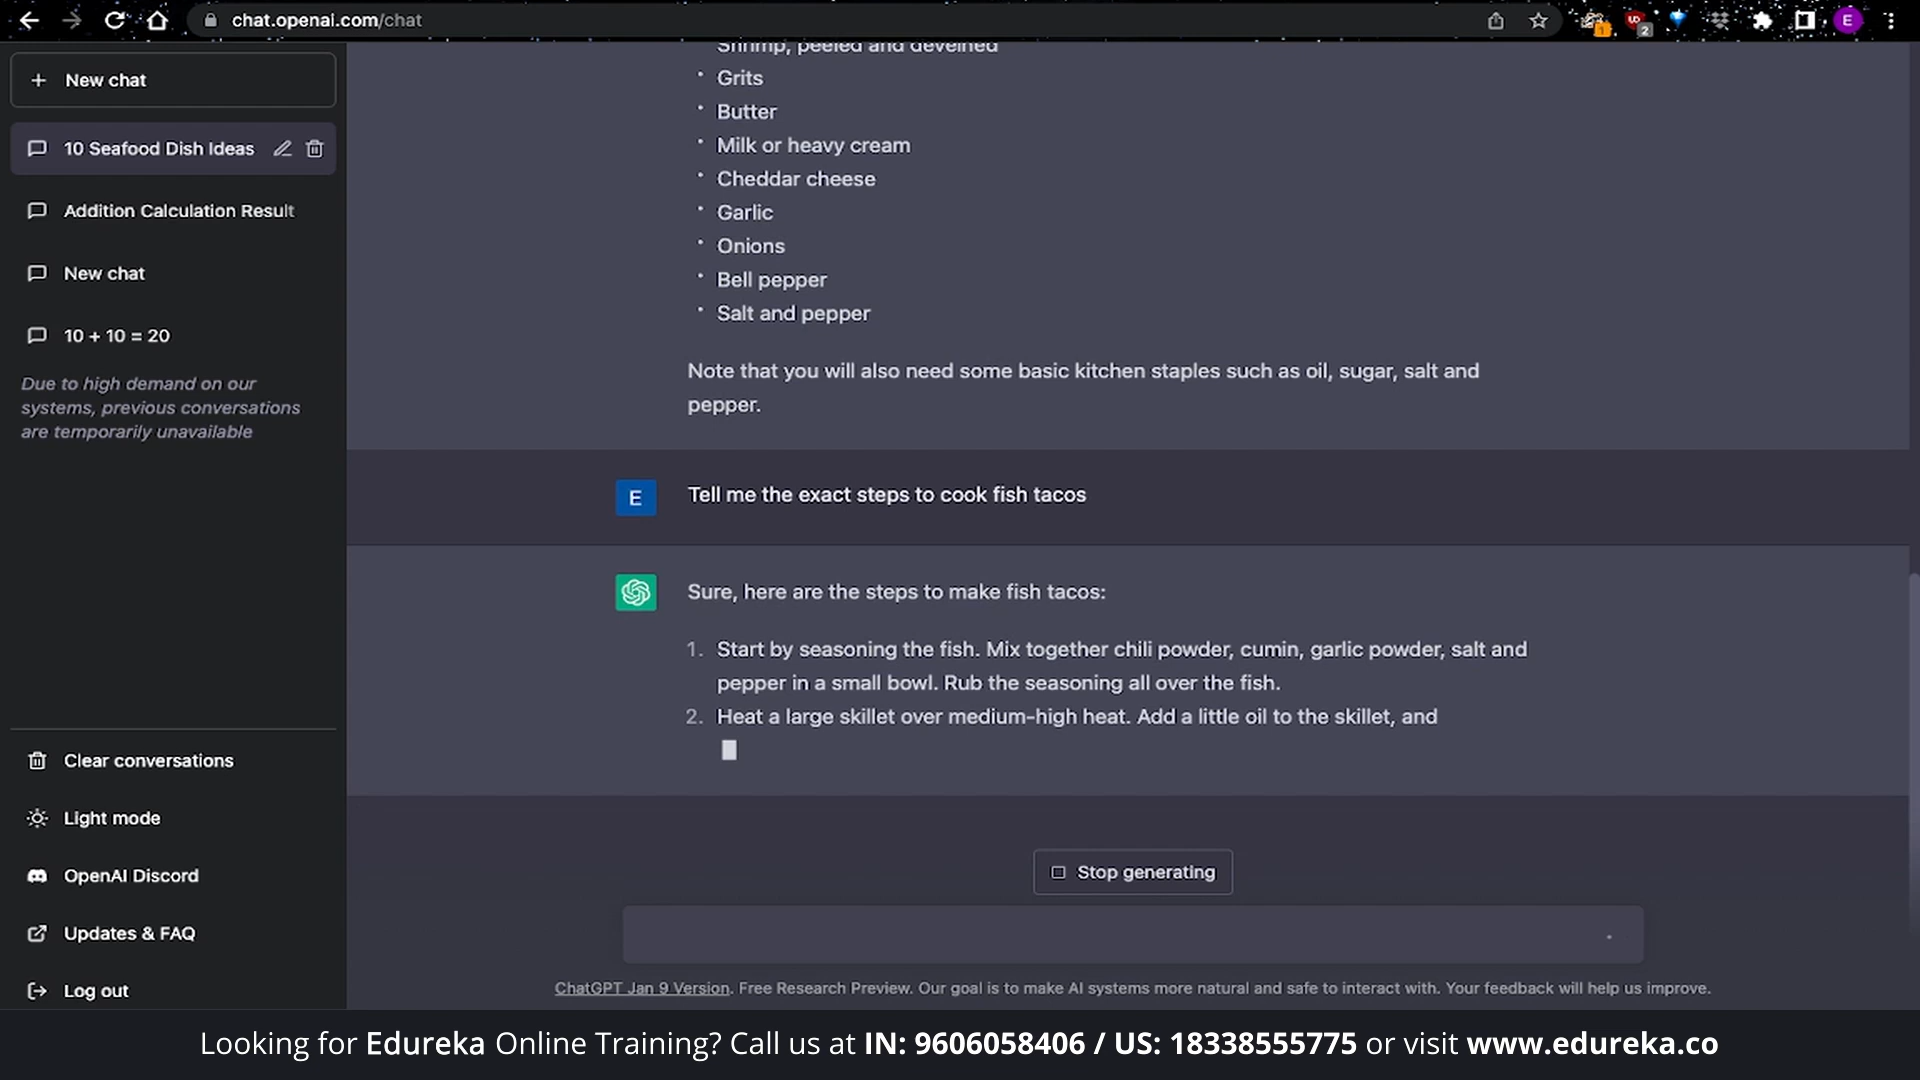 chat.openai.com/chat
1
UD
2
E
New chat
10 Seafood Dish Ideas
Addition Calculation Result
New chat
10 + 10 = 20
Due to high demand on our
systems, previous conversations
are temporarily unavailable
Clear conversations
Light mode
OpenAI Discord
Updates & FAQ
Log out
Shrimp, peeled and deveined
• Grits
• Butter
• Milk or heavy cream
• Cheddar cheese
• Garlic
• Onions
• Bell pepper
• Salt and pepper
Note that you will also need some basic kitchen staples such as oil, sugar, salt and
pepper.
E
Tell me the exact steps to cook fish tacos
Sure, here are the steps to make fish tacos:
1. Start by seasoning the fish. Mix together chili powder, cumin, garlic powder, salt and
pepper in a small bowl. Rub the seasoning all over the fish.
2. Heat a large skillet over medium-high heat. Add a little oil to the skillet, and
Stop generating
ChatGPT Jan 9 Version. Free Research Preview. Our goal is to make AI systems more natural and safe to interact with. Your feedback will help us improve.
Looking for Edureka Online Training? Call us at IN: 9606058406 / US: 18338555775 or visit www.edureka.co